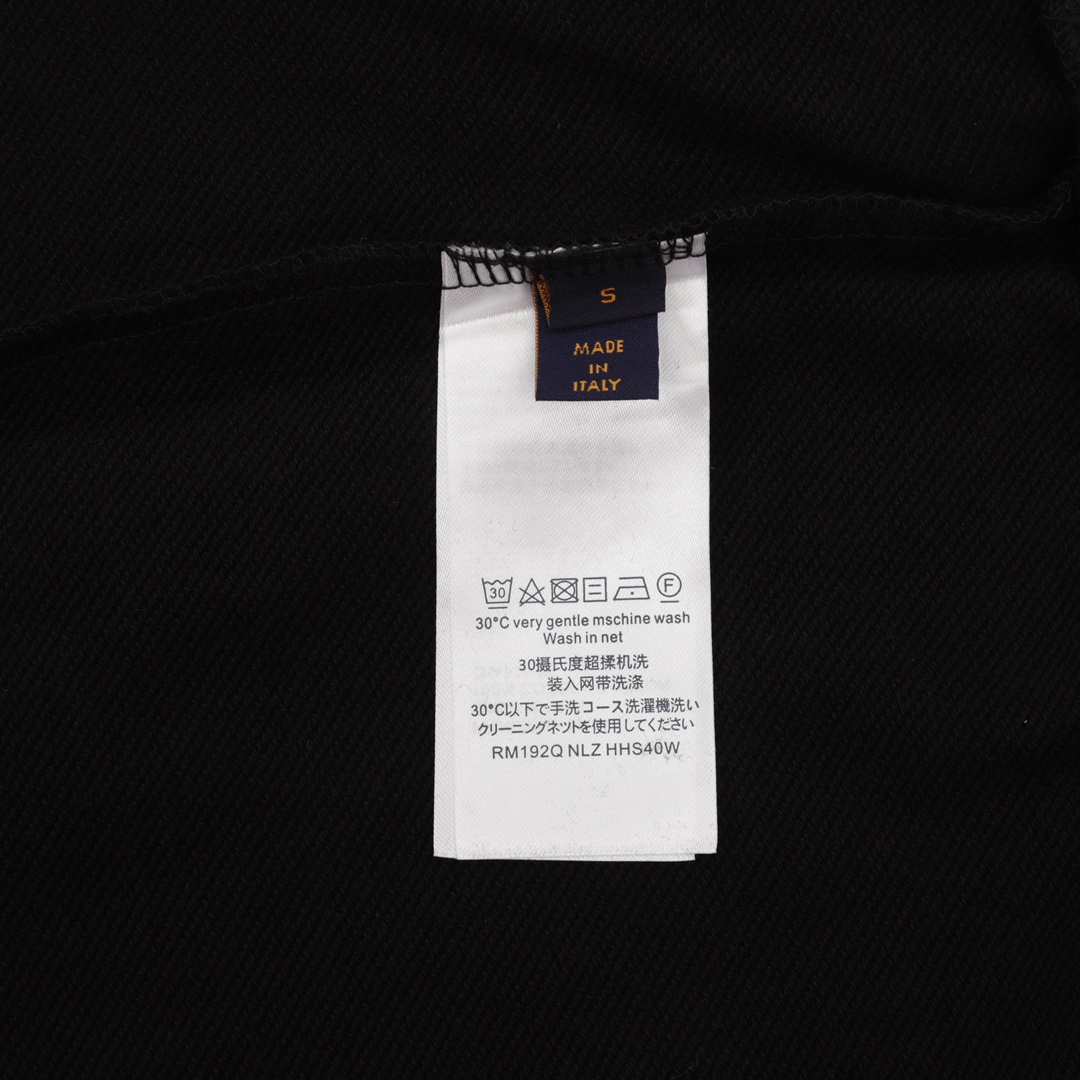 S
MADE
IN
ITALY
30
F
30°C very gentle mschine wash
Wash in net
30摄氏度超揉机洗
装入网带洗涤
30°C以下で手洗コース洗濯機洗い
クリーニングネツトを使用してください
RM192Q NLZ HHS40W